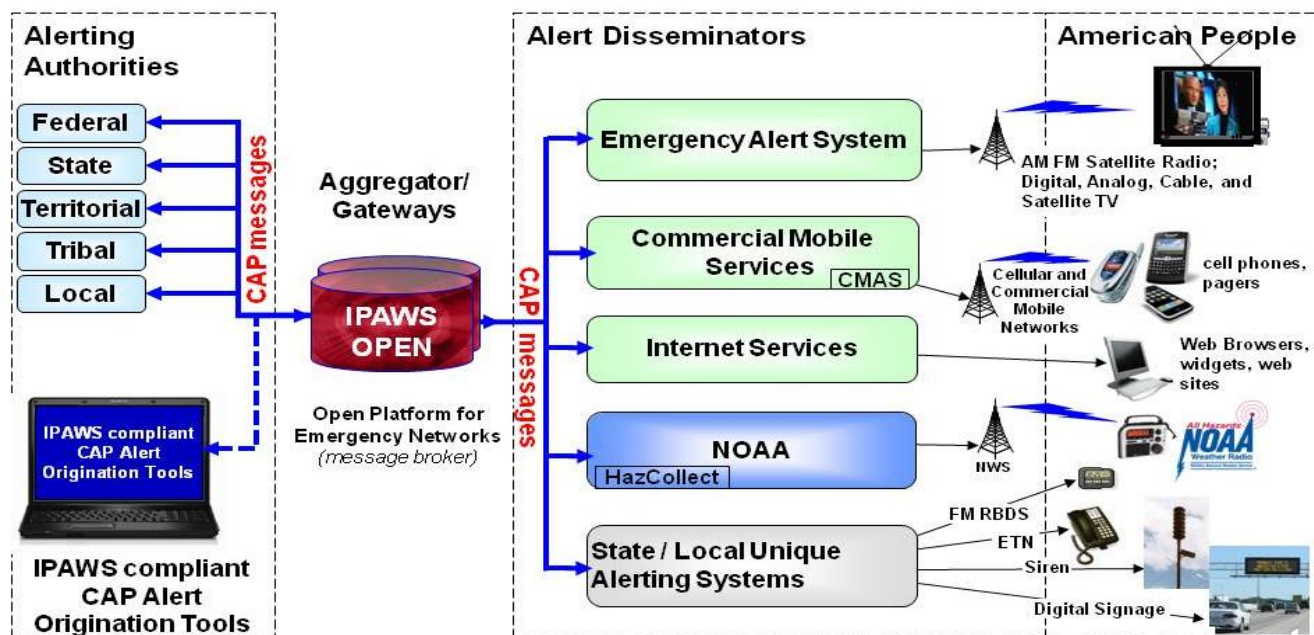 Alerting
Authorities
Federal
State
Territorial
Tribal
Local
CAP messages
IPAWS compliant
CAP Alert
Origination Tools
IPAWS compliant
CAP Alert
Origination Tools
Aggregator/
Gateways
IPAWS
OPEN
Open Platform for
Emergency Networks
(message broker)
CAP messages
Alert Disseminators
Emergency Alert System
Commercial Mobile
Services
CMAS
Internet Services
NOAA
HazCollect
State / Local Unique
Alerting Systems
American People
AM FM Satellite Radio;
Digital, Analog, Cable, and
Satellite TV
Cellular and
Commercial
Mobile
Networks
cell phones,
pagers
Web Browsers,
widgets, web
sites
NWS
All Hazards
NOAA
Weather Radio
FM RBDS
ETN
Siren
Digital Signage